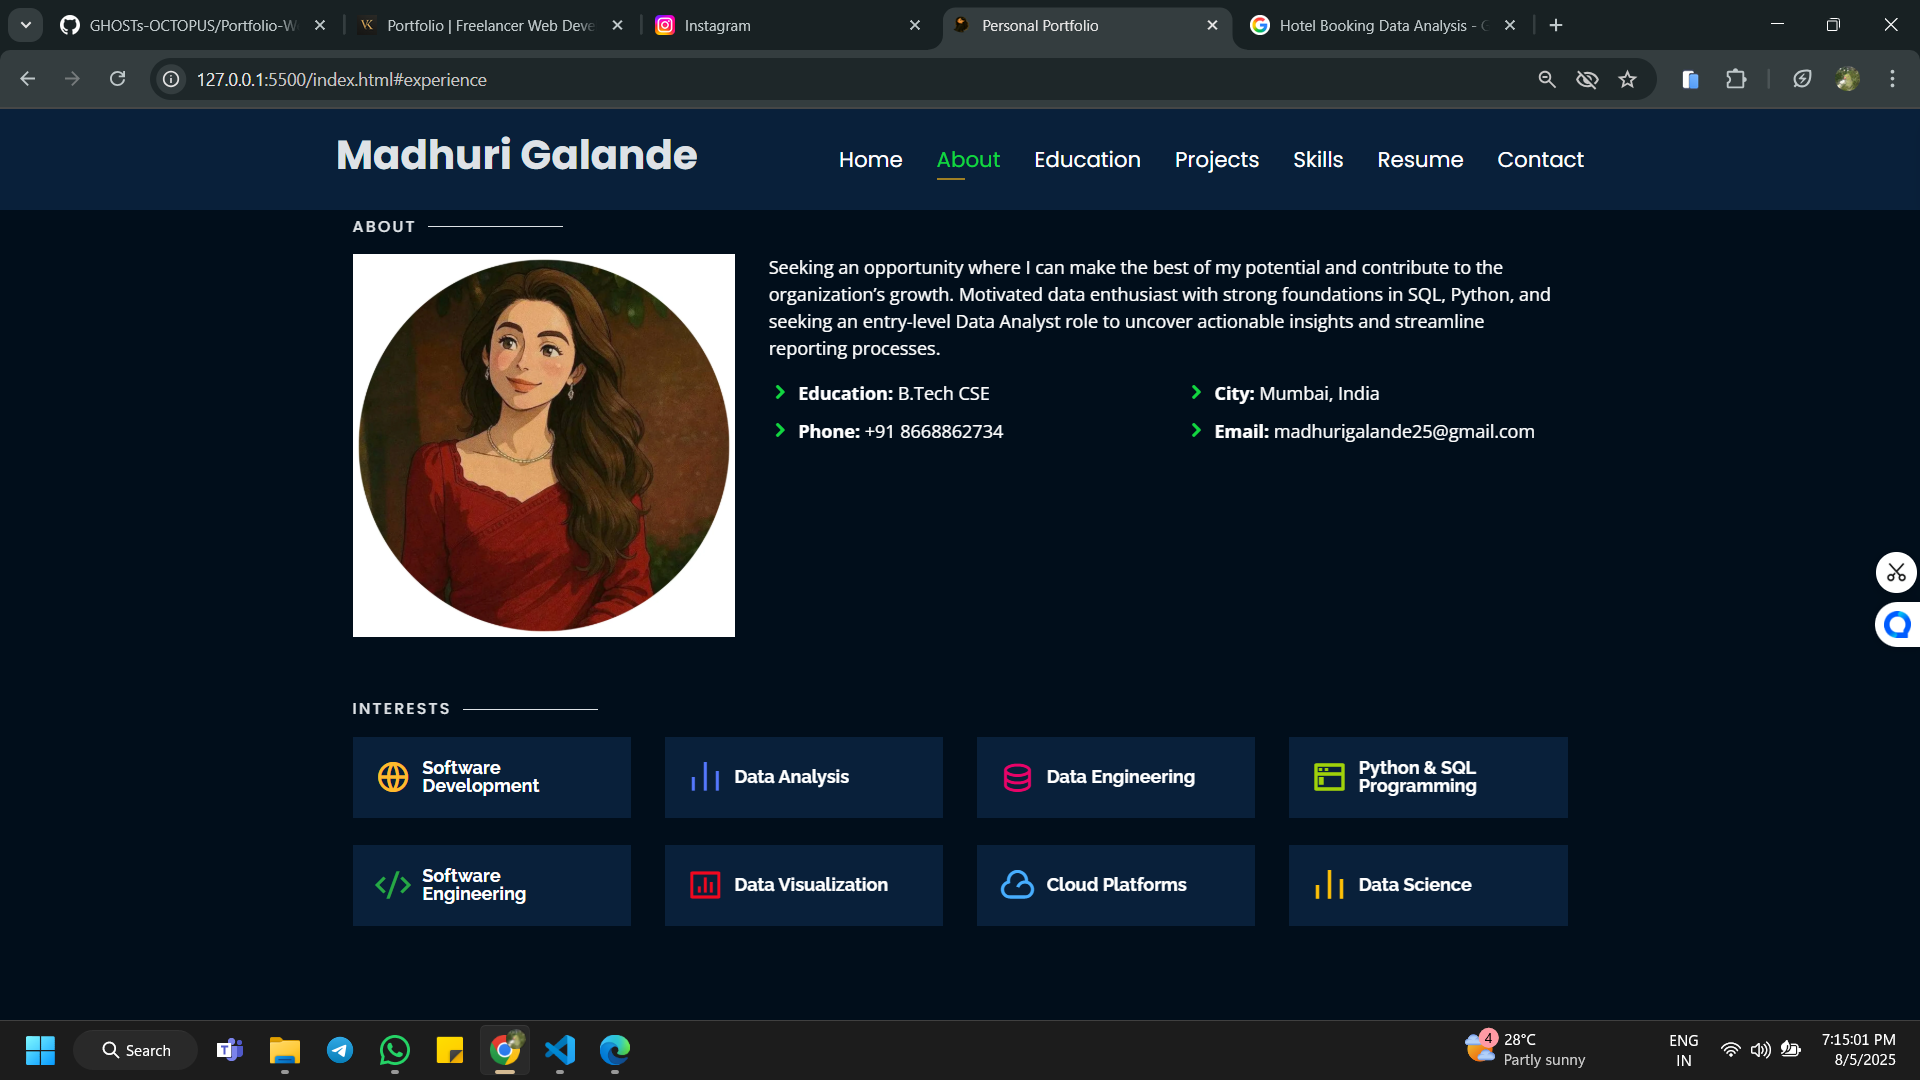 GHOSTs-OCTOPUS/Portfolio-W
Portfolio | Freelancer Web Deve
Instagram
Personal Portfolio
Hotel Booking Data Analysis - G
127.0.0.1:5500/index.html#experience
Madhuri Galande
Home About Education Projects Skills Resume Contact
ABOUT
Seeking an opportunity where I can make the best of my potential and contribute to the
organization’s growth. Motivated data enthusiast with strong foundations in SQL, Python, and
seeking an entry-level Data Analyst role to uncover actionable insights and streamline
reporting processes.
Education: B.Tech CSE
City: Mumbai, India
Phone: +91 8668862734
Email: madhurigalande25@gmail.com
INTERESTS
Software
Development
Data Analysis
Data Engineering
Python & SQL
Programming
Software
Engineering
Data Visualization
Cloud Platforms
Data Science
Search
4
28°C
Partly sunny
ENG
IN
7:15:01 PM
8/5/2025